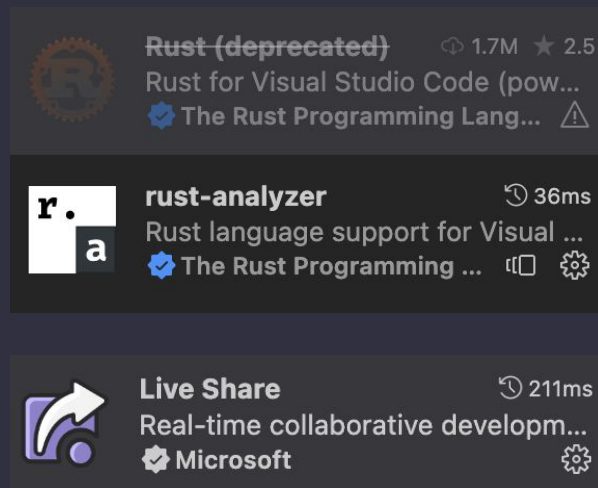 R
Rust (deprecated) 1.7M 2.5
Rust for Visual Studio Code (pow...
The Rust Programming Lang...
r.
a
rust-analyzer 36ms
Rust language support for Visual ...
The Rust Programming ...
Live Share 211ms
Real-time collaborative developm...
Microsoft